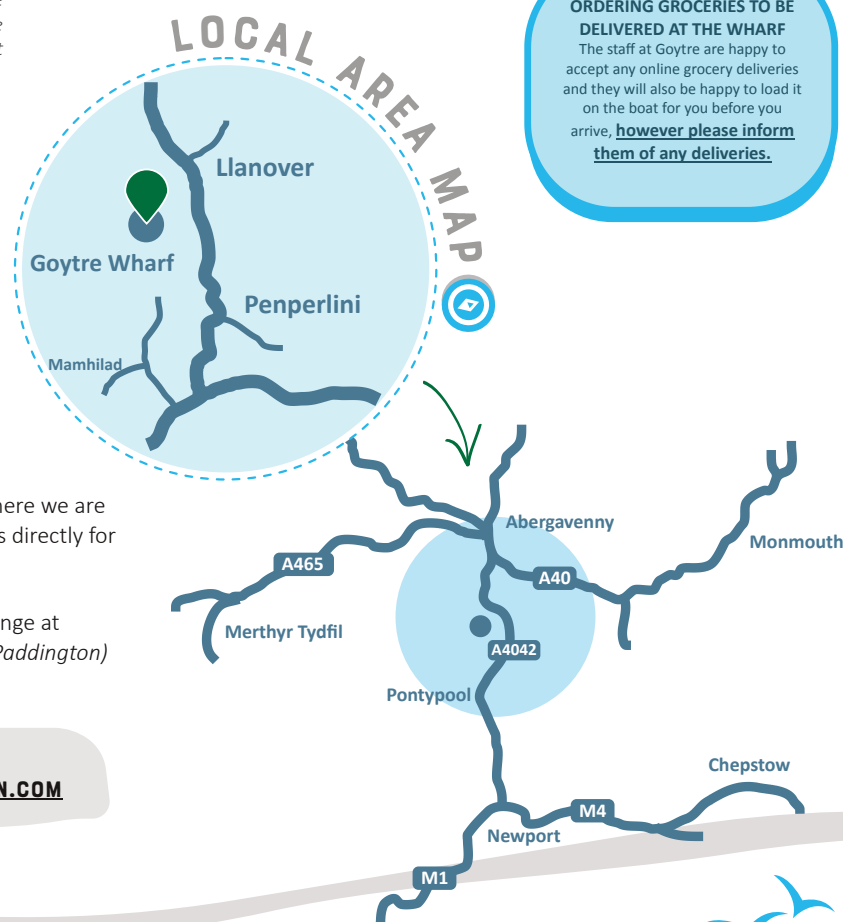 ORDERING GROCERIES TO BE
DELIVERED AT THE WHARF
The staff at Goytre are happy to
accept any online grocery deliveries
and they will also be happy to load it
on the boat for you before you
arrive, however please inform
them of any deliveries.
LOCAL AREA MAP
Llanover
Goytre Wharf
Penperlini
Mamhilad
here we are
s directly for
nge at
Paddington)
N.COM
Abergavenny
Monmouth
A465
A40
Merthyr Tydfil
A4042
Pontypool
Chepstow
M4
Newport
M1